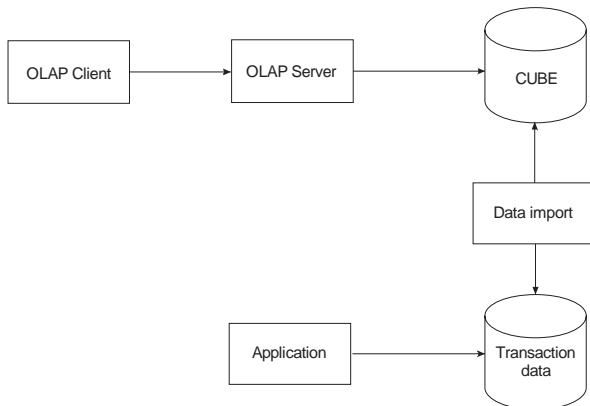 OLAP Client
OLAP Server
CUBE
Data import
Application
Transaction
data